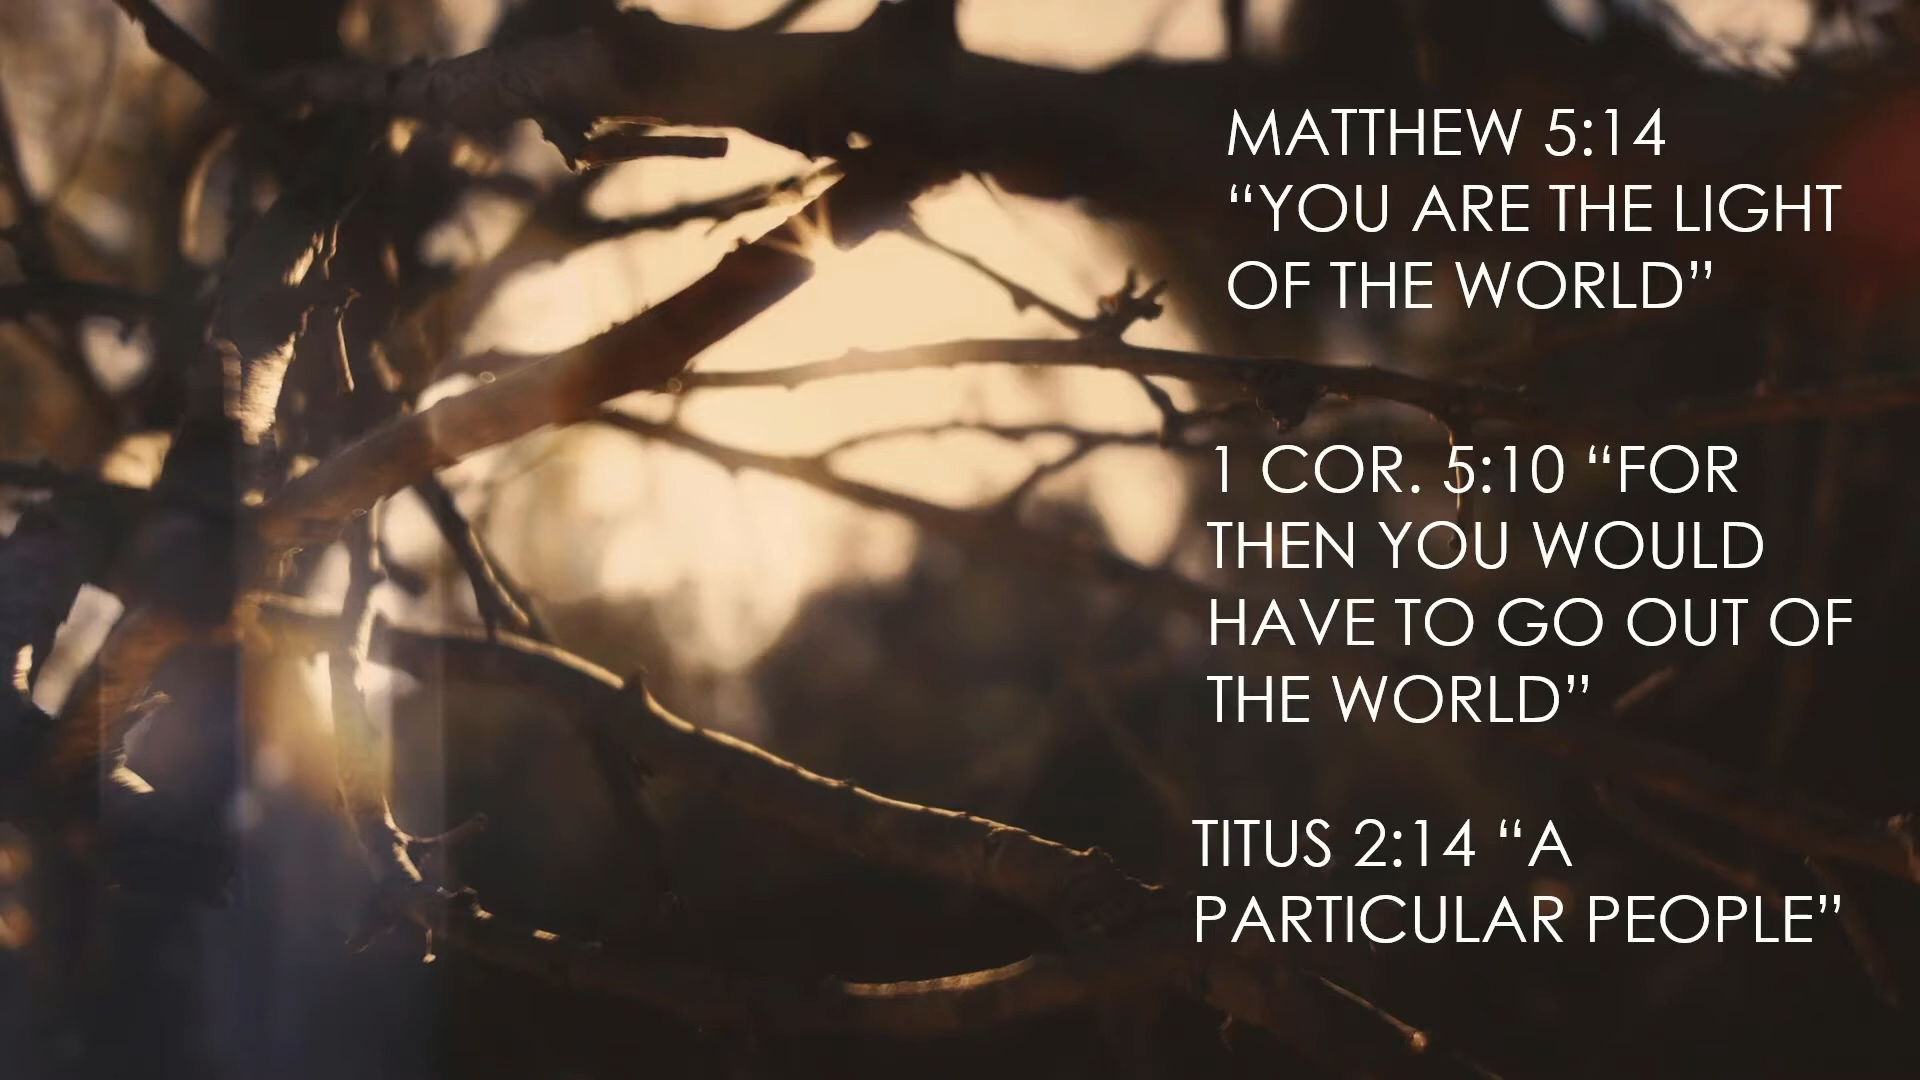 MATTHEW 5:14
“YOU ARE THE LIGHT
OF THE WORLD”
1 COR. 5:10 “FOR
THEN YOU WOULD
HAVE TO GO OUT OF
THE WORLD”
TITUS 2:14 “A
PARTICULAR PEOPLE”